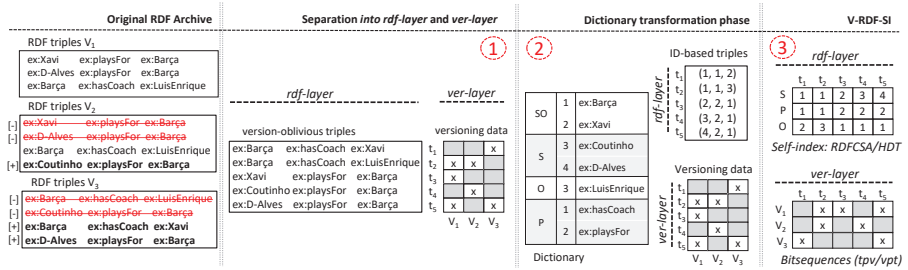 Original RDF Archive
RDF triples V1
ex:Xavi ex:playsFor ex:Barça
ex:D-Alves ex:playsFor ex:Barça
ex:Barça ex:hasCoach ex:LuisEnrique
RDF triples V2
[-] ex:Xavi ex:playsFor ex:Barça
[-] ex:D-Alves ex:playsFor ex:Barça
ex:Barça ex:hasCoach ex:LuisEnrique
[+] ex:Coutinho ex:playsFor ex:Barça
RDF triples V3
[-] ex:Barça ex:hasCoach ex:LuisEnrique
[-] ex:Coutinho ex:playsFor ex:Barça
[+] ex:Barça ex:hasCoach ex:Xavi
[+] ex:D-Alves ex:playsFor ex:Barça
Separation into rdf-layer and ver-layer
1
rdf-layer
version-oblivious triples
ex:Barça ex:hasCoach ex:Xavi
ex:Barça ex:hasCoach ex:LuisEnrique
ex:Xavi ex:playsFor ex:Barça
ex:Coutinho ex:playsFor ex:Barça
ex:D-Alves ex:playsFor ex:Barça
ver-layer
versioning data
t1 x
t2 x x
t3 x
t4 x
t5 x x
V1 V2 V3
Dictionary transformation phase
2
SO 1 ex:Barça
2 ex:Xavi
S 3 ex:Coutinho
4 ex:D-Alves
O 3 ex:LuisEnrique
P 1 ex:hasCoach
2 ex:playsFor
Dictionary
ID-based triples
rdf-layer
t1 (1, 1, 2)
t2 (1, 1, 3)
t3 (2, 2, 1)
t4 (3, 2, 1)
t5 (4, 2, 1)
Versioning data
ver-layer
t1 x
t2 x x
t3 x
t4 x
t5 x x
V1 V2 V3
V-RDF-SI
3
rdf-layer
t1 t2 t3 t4 t5
S 1 1 2 3 4
P 1 1 2 2 2
O 2 3 1 1 1
Self-index: RDFCSA/HDT
ver-layer
t1 t2 t3 t4 t5
V1 x x x
V2 x x
V3 x x
Bitsequences (tpv/vpt)